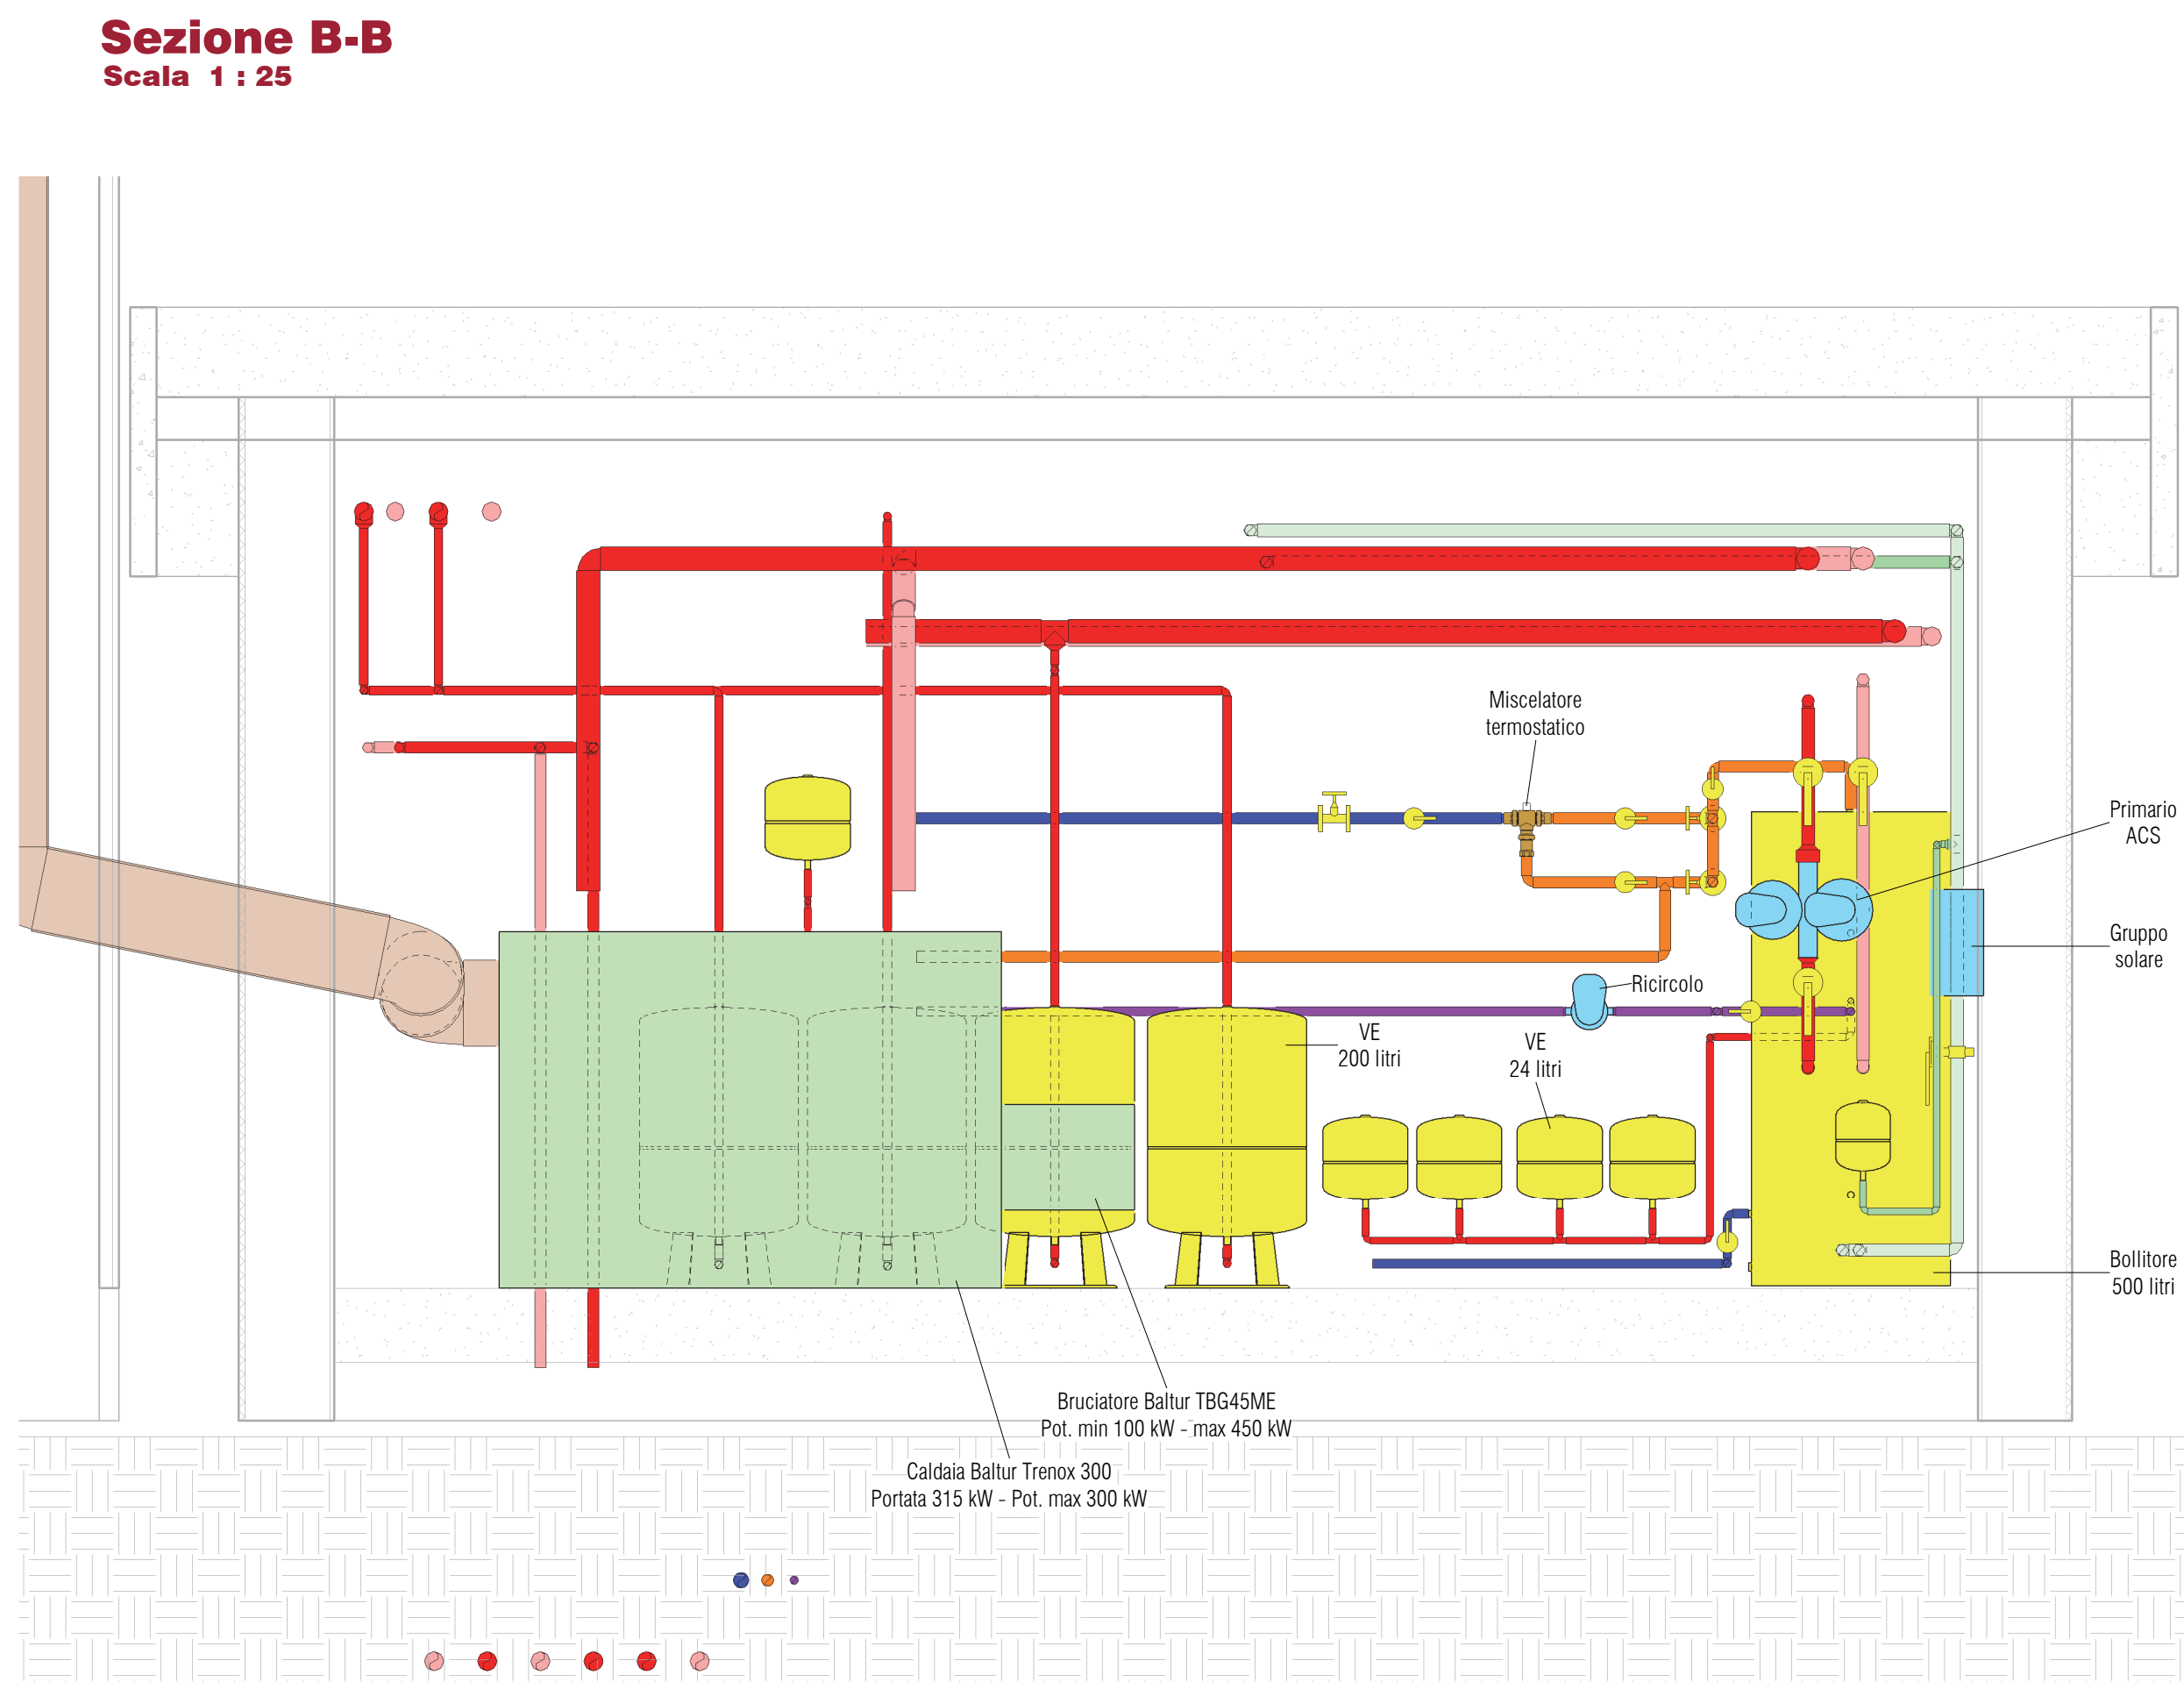 Sezione B-B
Scala 1 : 25
Miscelatore
termostatico
Primario
ACS
Gruppo
solare
Ricircolo
VE
200 litri
VE
24 litri
Bollitore
500 litri
Bruciatore Baltur TBG45ME
Pot. min 100 kW - max 450 kW
Caldaia Baltur Trenox 300
Portata 315 kW - Pot. max 300 kW